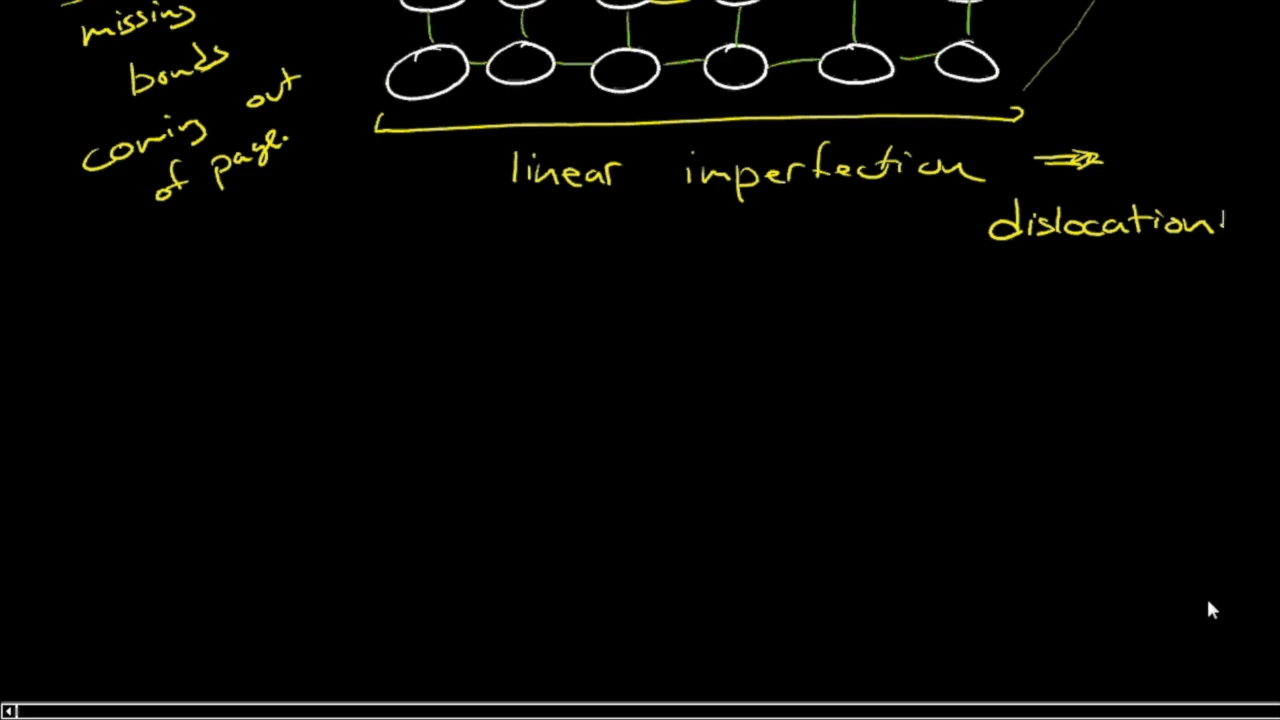 missing
bonds
coming out
of page.
linear imperfection ⇒
dislocation!